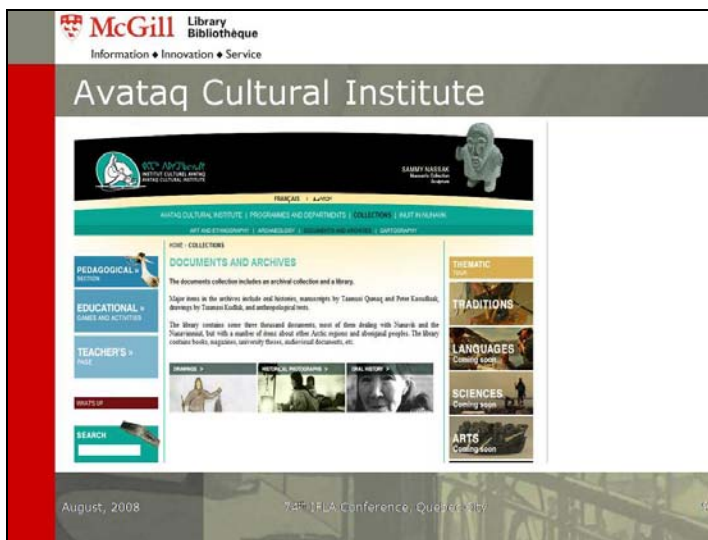 McGill Library
Bibliothèque
Information ♦ Innovation ♦ Service
Avataq Cultural Institute
INSTITUT CULTUREL AVATAQ
AVATAQ CULTURAL INSTITUTE
SAMMY NASSAK
Nunavik Collection
Sculpture
FRANÇAIS |
AVATAQ CULTURAL INSTITUTE | PROGRAMMES AND DEPARTMENTS | COLLECTIONS | INUIT IN NUNAVIK
ART AND ETHNOGRAPHY | ARCHAEOLOGY | DOCUMENTS AND ARCHIVES | CARTOGRAPHY
HOME > COLLECTIONS
DOCUMENTS AND ARCHIVES
The documents collection includes an archival collection and a library.
Major items in the archives include oral histories, manuscripts by Taamusi Qumaq and Peter
drawings by Tuumasi Kudluk, and anthropological texts.
The library contains some three thousand documents, most of them dealing with Nunavik and the
Nunavimmiut, but with a number of items about other Arctic regions and aboriginal peoples. The library
contains books, magazines, university theses, audiovisual documents, etc.
DRAWINGS >
HISTORICAL PHOTOGRAPHS >
ORAL HISTORY >
PEDAGOGICAL »
SECTION
EDUCATIONAL »
GAMES AND ACTIVITIES
TEACHER'S »
PAGE
WHAT'S UP
SEARCH
THEMATIC
TOUR
TRADITIONS
LANGUAGES
Coming soon
SCIENCES
Coming soon
ARTS
Coming soon
August, 2008
74th IFLA Conference, Quebec City